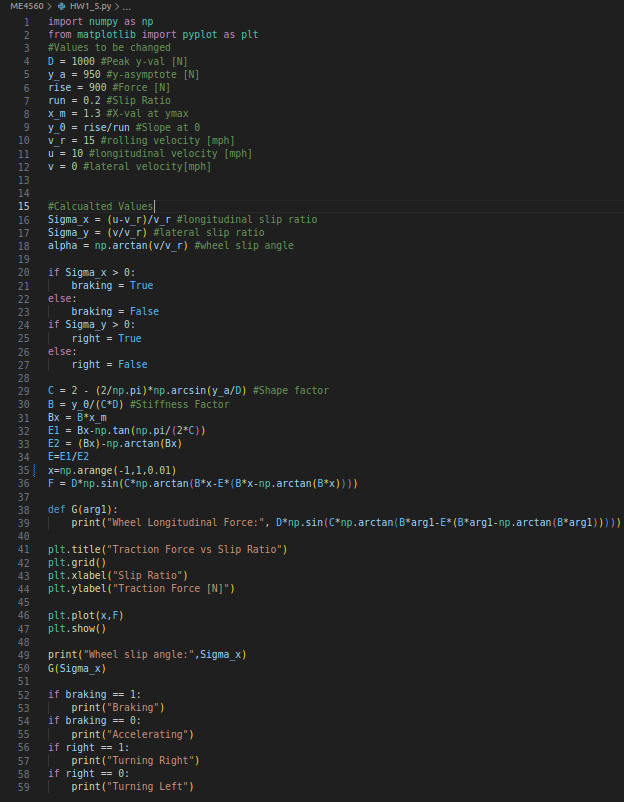 ME4560 > HW1_5.py > ...
1 import numpy as np
2 from matplotlib import pyplot as plt
3 #Values to be changed
4 D = 1000 #Peak y-val [N]
5 y_a = 950 #y-asymptote [N]
6 rise = 900 #Force [N]
7 run = 0.2 #Slip Ratio
8 x_m = 1.3 #X-val at ymax
9 y_0 = rise/run #Slope at 0
10 v_r = 15 #rolling velocity [mph]
11 u = 10 #longitudinal velocity [mph]
12 v = 0 #lateral velocity[mph]
13
14
15 #Calcualted Values
16 Sigma_x = (u-v_r)/v_r #longitudinal slip ratio
17 Sigma_y = (v/v_r) #lateral slip ratio
18 alpha = np.arctan(v/v_r) #wheel slip angle
19
20 if Sigma_x > 0:
21     braking = True
22 else:
23     braking = False
24 if Sigma_y > 0:
25     right = True
26 else:
27     right = False
28
29 C = 2 - (2/np.pi)*np.arcsin(y_a/D) #Shape factor
30 B = y_0/(C*D) #Stiffness Factor
31 Bx = B*x_m
32 E1 = Bx-np.tan(np.pi/(2*C))
33 E2 = (Bx)-np.arctan(Bx)
34 E=E1/E2
35 x=np.arange(-1,1,0.01)
36 F = D*np.sin(C*np.arctan(B*x-E*(B*x-np.arctan(B*x))))
37
38 def G(arg1):
39     print("Wheel Longitudinal Force:", D*np.sin(C*np.arctan(B*arg1-E*(B*arg1-np.arctan(B*arg1)))))
40
41 plt.title("Traction Force vs Slip Ratio")
42 plt.grid()
43 plt.xlabel("Slip Ratio")
44 plt.ylabel("Traction Force [N]")
45
46 plt.plot(x,F)
47 plt.show()
48
49 print("Wheel slip angle:",Sigma_x)
50 G(Sigma_x)
51
52 if braking == 1:
53     print("Braking")
54 if braking == 0:
55     print("Accelerating")
56 if right == 1:
57     print("Turning Right")
58 if right == 0:
59     print("Turning Left")